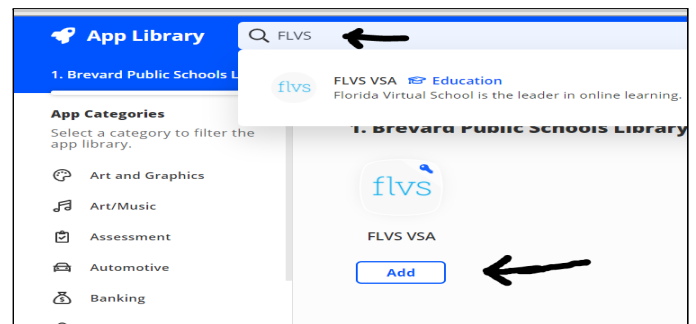 App Library
FLVS
1. Brevard Public Schools L
flvs
FLVS VSA Education
Florida Virtual School is the leader in online learning.
App Categories
Select a category to filter the
app library.
Art and Graphics
Art/Music
Assessment
Automotive
Banking
1. Brevard Public Schools Library
flvs
FLVS VSA
Add